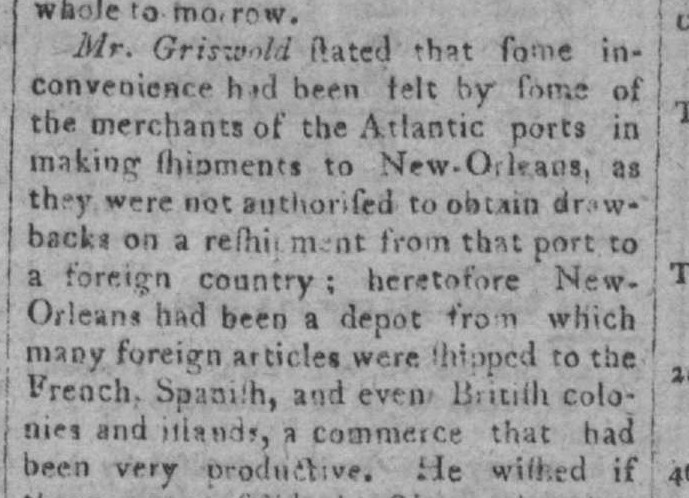 whole to morrow.
Mr. Griswold ſtated that ſome in-
convenience had been felt by ſome of
the merchants of the Atlantic ports in
making ſhipments to New-Orleans, as
they were not authoriſed to obtain draw-
backs on a reſhipment from that port to
a foreign country; heretofore New-
Orleans had been a depot from which
many foreign articles were ſhipped to the
French, Spaniſh, and even Britiſh colo-
nies and iſlands, a commerce that had
been very productive. He wiſhed if